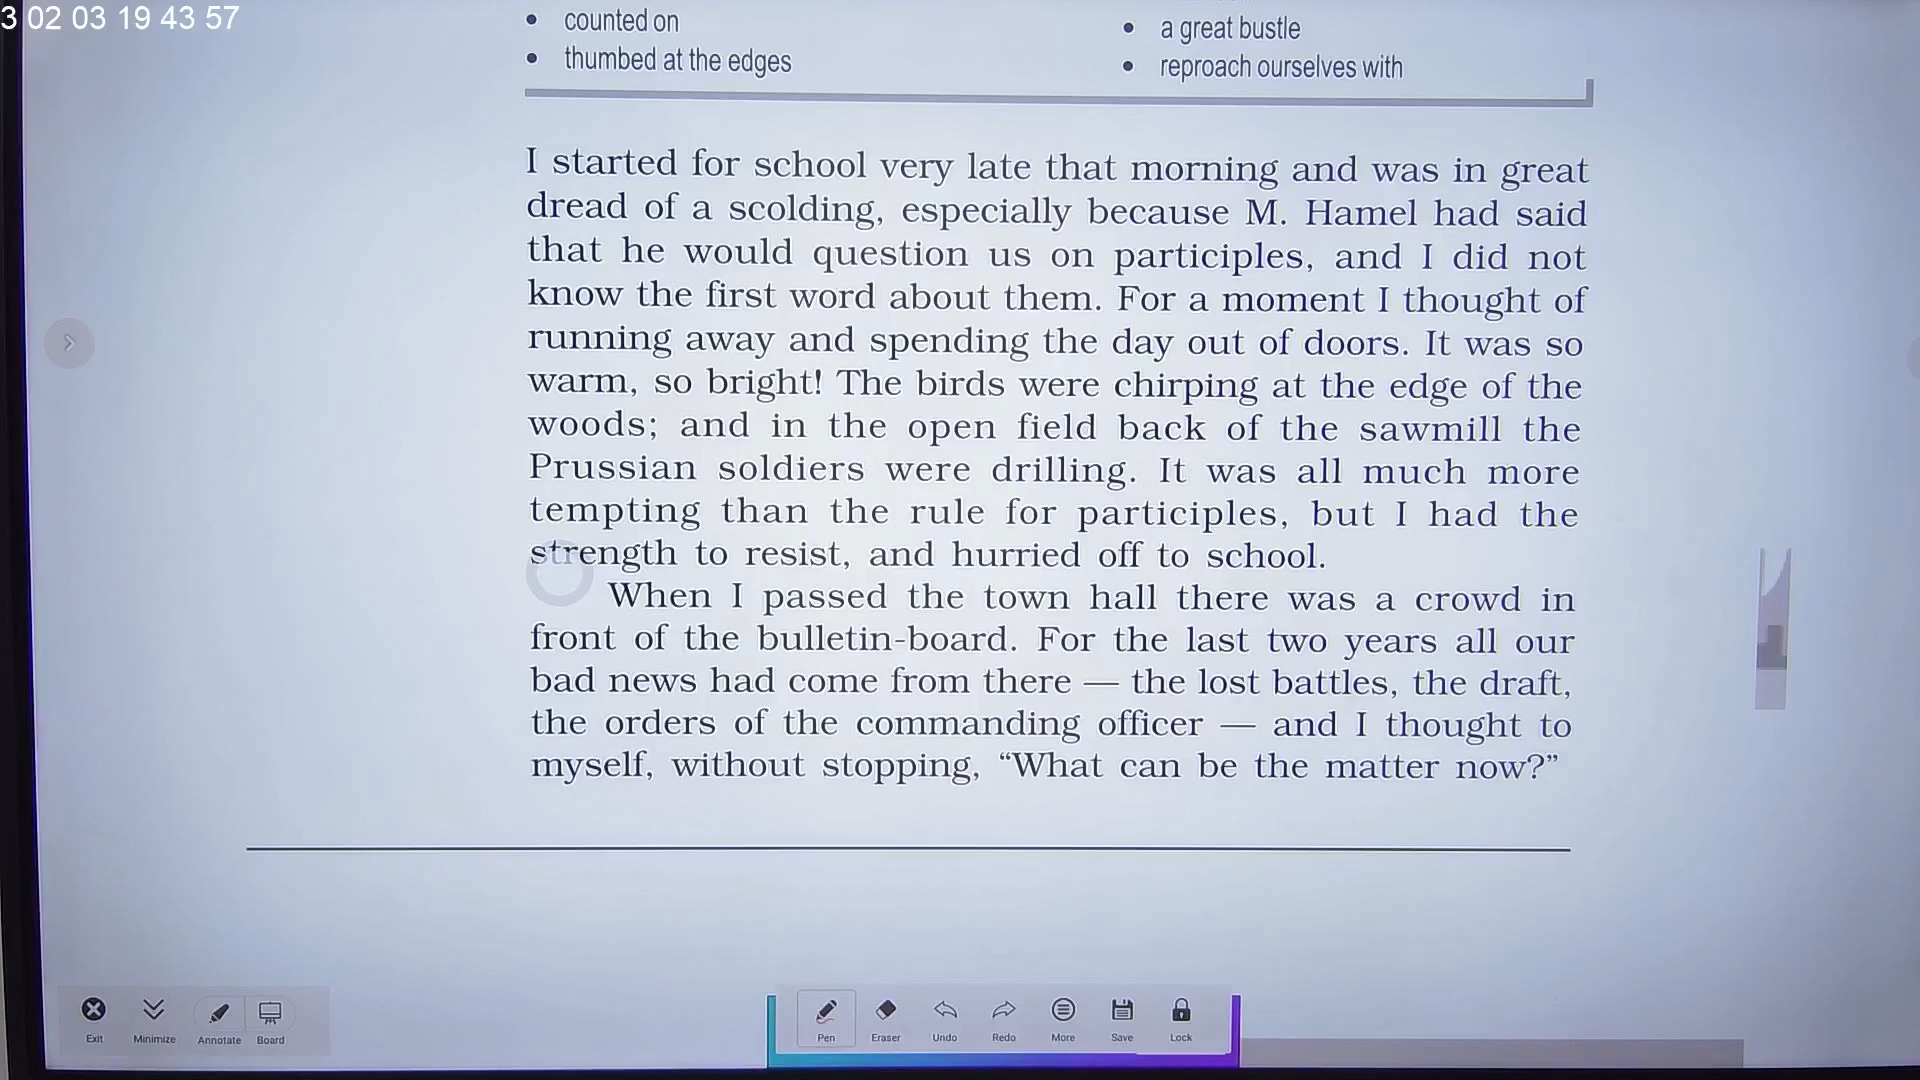 3 02 03 19 43 57
counted on
a great bustle
thumbed at the edges
reproach ourselves with
I started for school very late that morning and was in great
dread of a scolding, especially because M. Hamel had said
that he would question us on participles, and I did not
know the first word about them. For a moment I thought of
running away and spending the day out of doors. It was so
warm, so bright! The birds were chirping at the edge of the
woods; and in the open field back of the sawmill the
Prussian soldiers were drilling. It was all much more
tempting than the rule for participles, but I had the
strength to resist, and hurried off to school.
When I passed the town hall there was a crowd in
front of the bulletin-board. For the last two years all our
bad news had come from there — the lost battles, the draft,
the orders of the commanding officer — and I thought to
myself, without stopping, “What can be the matter now?”
Exit Minimize Annotate Board
Pen Eraser Undo Redo More Save Lock